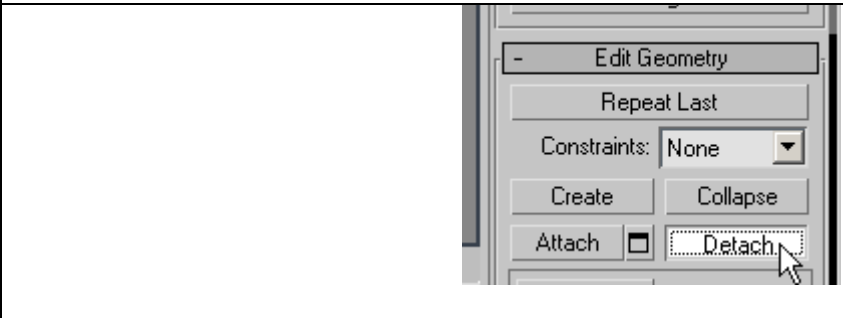 - Edit Geometry
Repeat Last
Constraints: None
Create Collapse
Attach Detach